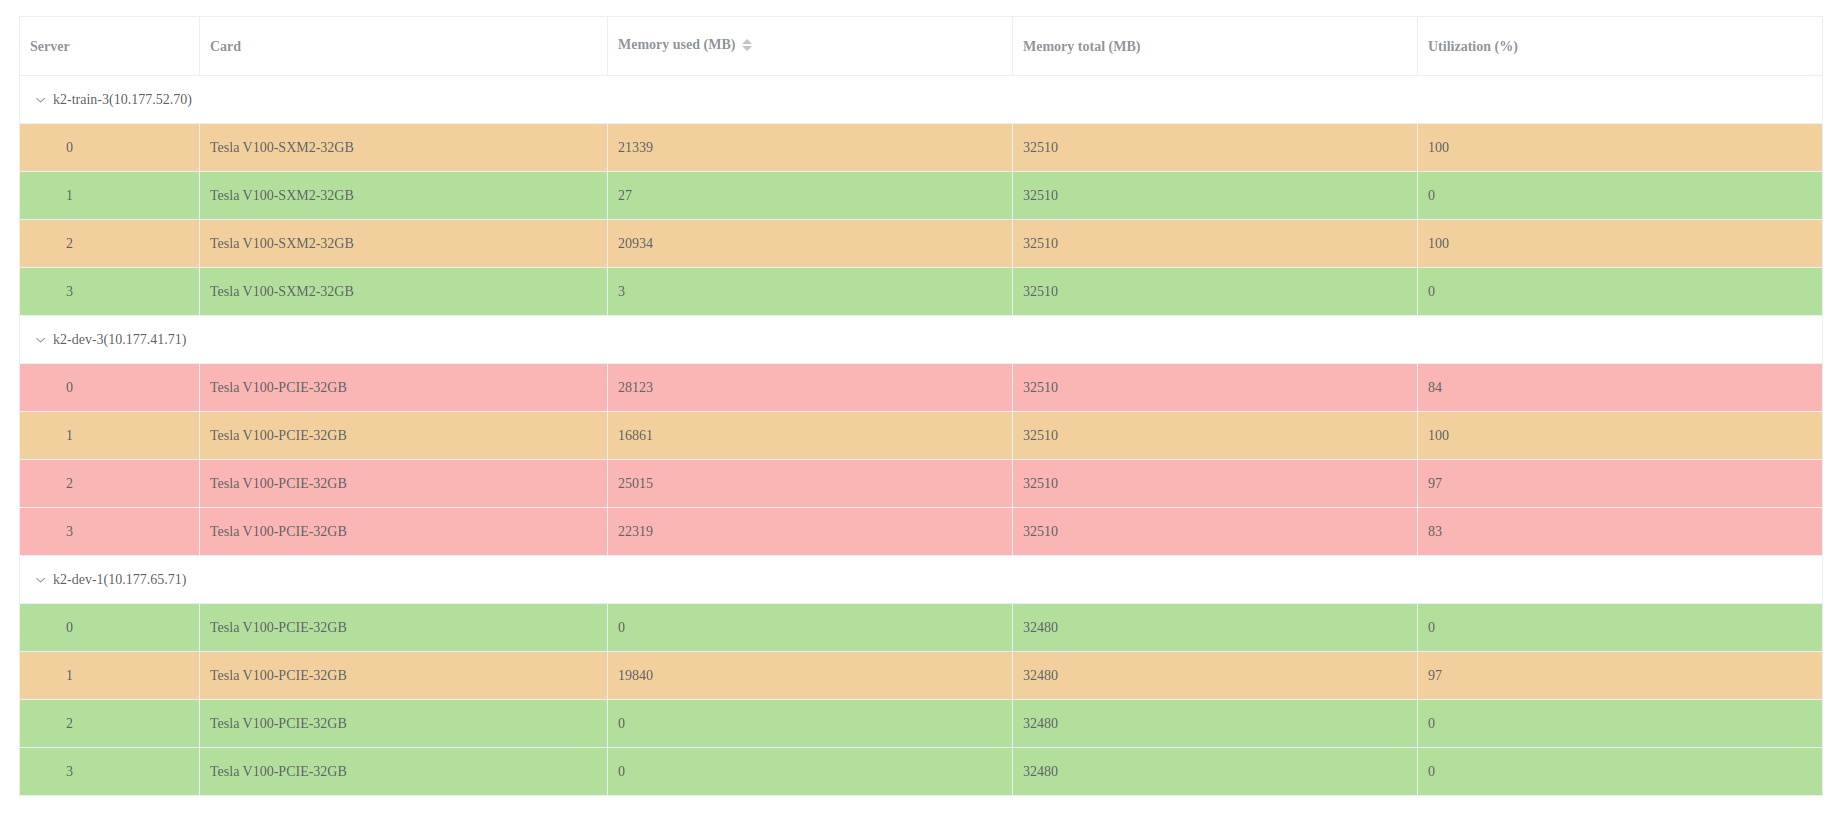 Server Card Memory used (MB) Memory total (MB) Utilization (%)
k2-train-3(10.177.52.70)
0 Tesla V100-SXM2-32GB 21339 32510 100
1 Tesla V100-SXM2-32GB 27 32510 0
2 Tesla V100-SXM2-32GB 20934 32510 100
3 Tesla V100-SXM2-32GB 3 32510 0
k2-dev-3(10.177.41.71)
0 Tesla V100-PCIE-32GB 28123 32510 84
1 Tesla V100-PCIE-32GB 16861 32510 100
2 Tesla V100-PCIE-32GB 25015 32510 97
3 Tesla V100-PCIE-32GB 22319 32510 83
k2-dev-1(10.177.65.71)
0 Tesla V100-PCIE-32GB 0 32480 0
1 Tesla V100-PCIE-32GB 19840 32480 97
2 Tesla V100-PCIE-32GB 0 32480 0
3 Tesla V100-PCIE-32GB 0 32480 0